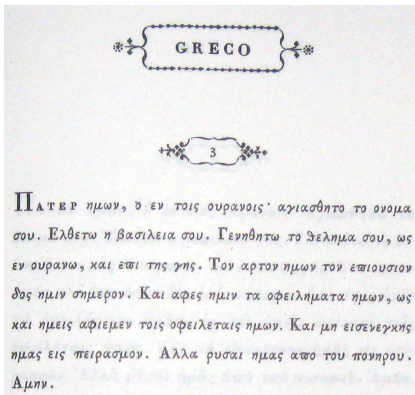 GRECO
3
ΠΑΤΕΡ ημων, ὁ εν τοις ουρανοις· αγιασθητο το ονομα
σου. Ελθετω η βασιλεια σου. Γενηθητω το ϑελημα σου, ως
εν ουρανω, και επι της γης. Τον αρτον ημων τον επιουσιον
δος ημιν σημερον. Και αφες ημιν τα οφειληματα ημων, ως
και ημεις αφιεμεν τοις οφειλεταις ημων. Και μη εισενεγκης
ημας εις πειρασμον. Αλλα ρυσαι ημας απο του πονηρου.
Αμην.